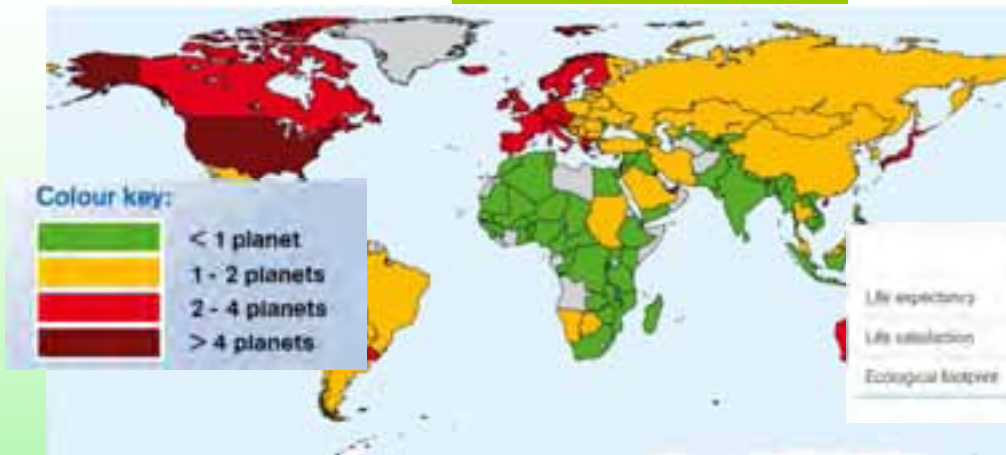 Colour key:
< 1 planet
1 - 2 planets
2 - 4 planets
> 4 planets
Life expectancy
Life satisfaction
Ecological footprint